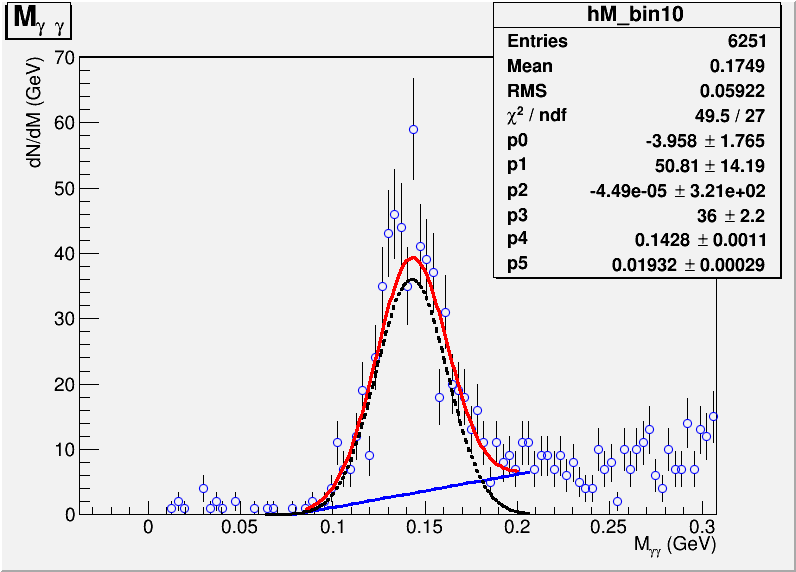 M γ γ
hM_bin10
Entries 6251
Mean 0.1749
RMS 0.05922
χ² / ndf 49.5 / 27
p0 -3.958 ± 1.765
p1 50.81 ± 14.19
p2 -4.49e-05 ± 3.21e+02
p3 36 ± 2.2
p4 0.1428 ± 0.0011
p5 0.01932 ± 0.00029
dN/dM (GeV)
70
60
50
40
30
20
10
0
0 0.05 0.1 0.15 0.2 0.25 0.3
Mγγ (GeV)